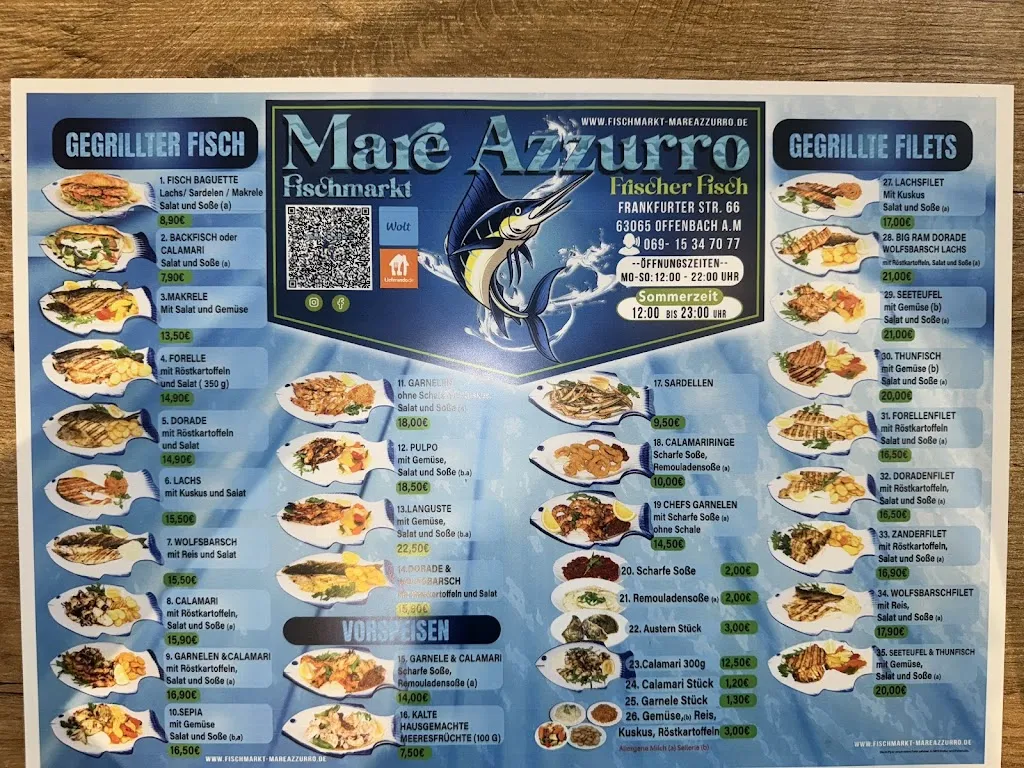 GEGRILLTER FISCH
1. FISCH BAGUETTE
Lachs/ Sardelen / Makrele
Salat und Soße (a)
8,90€
2. BACKFISCH oder
CALAMARI
Salat und Soße (a)
7,90€
3.MAKRELE
Mit Salat und Gemüse
13,50€
4. FORELLE
mit Röstkartoffeln
und Salat ( 350 g)
14,90€
5. DORADE
mit Röstkartoffeln
und Salat
14,90€
6. LACHS
mit Kuskus und Salat
15,50€
7. WOLFSBARSCH
mit Reis und Salat
15,50€
8. CALAMARI
mit Röstkartoffeln,
Salat und Soße (a)
15,90€
9. GARNELEN &CALAMARI
mit Röstkartoffeln,
Salat und Soße (a)
16,90€
10.SEPIA
mit Gemüse
Salat und Soße (b,a)
16,50€
WWW.FISCHMARKT-MAREAZZURRO.DE
WWW.FISCHMARKT-MAREAZZURRO.DE
Mare Azzurro
Fischmarkt
Frischer Fisch
Wolt
Lieferando.de
FRANKFURTER STR. 66
63065 OFFENBACH A.M
069- 15 34 70 77
--ÖFFNUNGSZEITEN--
MO-SO: 12:00 - 22:00 UHR
Sommerzeit
12:00 BIS 23:00 UHR
11. GARNELEN
ohne Schale
Salat und Soße (a)
18,00€
12. PULPO
mit Gemüse,
Salat und Soße (b.a)
18,50€
13.LANGUSTE
mit Gemüse,
Salat und Soße (b.a)
22,50€
14.DORADE &
WOLFSBARSCH
mit Röstkartoffeln und Salat
15,90€
VORSPEISEN
15. GARNELE & CALAMARI
Scharfe Soße,
Remouladensoße (a)
14,00€
16. KALTE
HAUSGEMACHTE
MEERESFRÜCHTE (100 G)
7,50€
17. SARDELLEN
9,50€
18. CALAMARIRINGE
Scharfe Soße,
Remouladensoße (a)
10,00€
19 CHEFS GARNELEN
mit Scharfe Soße (a)
ohne Schale
14,50€
20. Scharfe Soße 2,00€
21. Remouladensoße (a) 2,00€
22. Austern Stück 3,00€
23.Calamari 300g 12,50€
24. Calamari Stück 1,20€
25. Garnele Stück 1,30€
26. Gemüse,(b) Reis,
Kuskus, Röstkartoffeln 3,00€
Allergene Milch (a) Sellerie (b)
GEGRILLTE FILETS
27. LACHSFILET
Mit Kuskus
Salat und Soße (a)
17,00€
28. BIG RAM DORADE
WOLFSBARSCH LACHS
mit Röstkartoffeln, Salat und Soße (a)
21,00€
29. SEETEUFEL
mit Gemüse (b)
Salat und Soße (a)
21,00€
30. THUNFISCH
mit Gemüse (b)
Salat und Soße (a)
20,00€
31. FORELLENFILET
mit Röstkartoffeln,
Salat und Soße (a)
16,50€
32. DORADENFILET
mit Röstkartoffeln,
Salat und Soße (a)
16,50€
33. ZANDERFILET
mit Röstkartoffeln,
Salat und Soße (a)
16,90€
34. WOLFSBARSCHFILET
mit Reis,
Salat und Soße (a)
17,90€
35. SEETEUFEL & THUNFISCH
mit Gemüse,
Salat und Soße (a)
20,00€
WWW.FISCHMARKT-MAREAZZURRO.DE